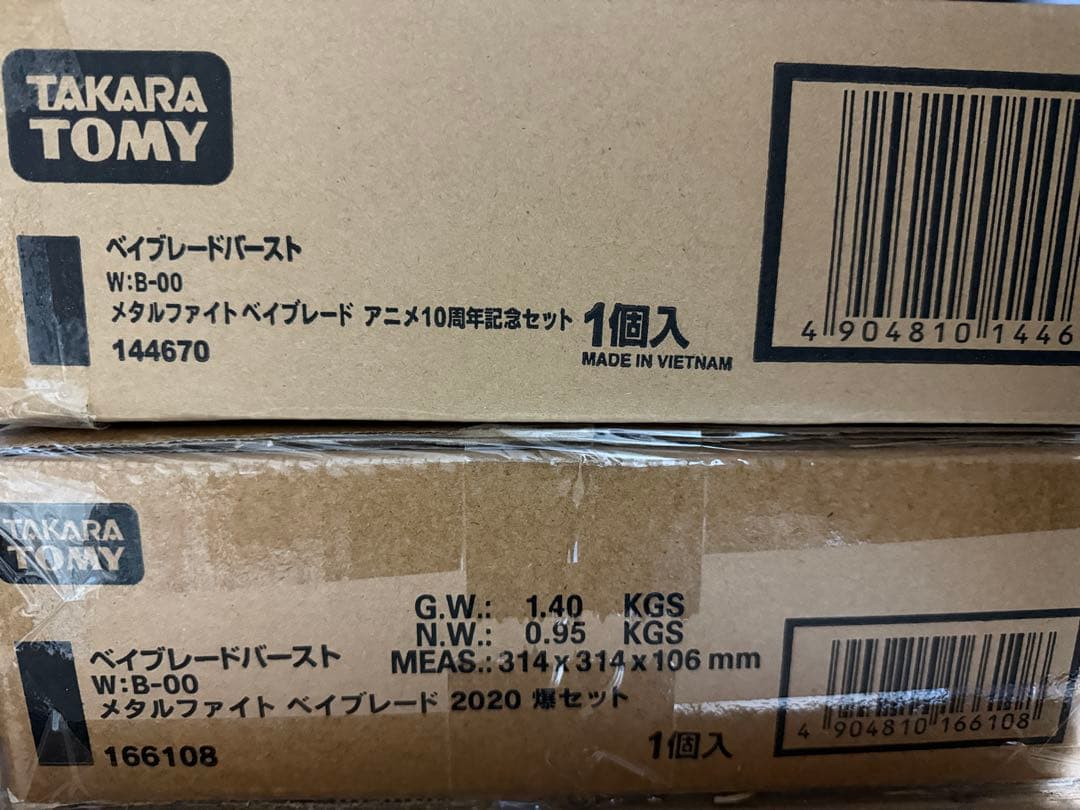 TAKARA
TOMY
ベイブレードバースト
W:B-00
メタルファイトベイブレード アニメ10周年記念セット
144670
1個入
MADE IN VIETNAM
4 904810 1446
TAKARA
TOMY
G.W.: 1.40 KGS
N.W.: 0.95 KGS
MEAS.: 314 x 314 x 106 mm
ベイブレードバースト
W:B-00
メタルファイト ベイブレード 2020 爆セット
166108
1個入
4 904810 166108